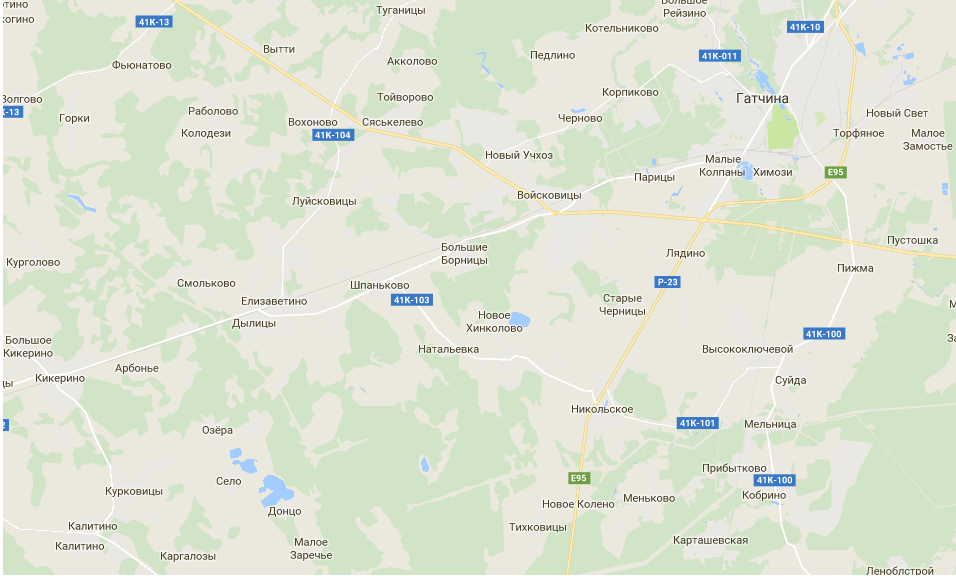 Туганицы
Большое
Рейзино
41К-13
Котельниково
41К-10
Вытти
Педлино
41К-011
Фьюнатово
Акколово
Волгово
Тойворово
Корпиково
Гатчина
Горки
Раболово
Вохоново
Сяськелево
Черново
Новый Свет
Колодези
41К-104
Торфяное
Малое
Замостье
Новый Учхоз
Малые
Колпаны
Химози
E95
Парицы
Войсковицы
Луйсковицы
Большие
Борницы
Пустошка
Курголово
Лядино
Пижма
Смольково
Шпаньково
P-23
Елизаветино
41К-103
Старые
Черницы
Дылицы
Новое
Хинколово
41К-100
Большое
Кикерино
Натальевка
Высокоключевой
Кикерино
Арбонье
Суйда
Никольское
41К-101
Мельница
Озёра
Прибытково
Село
E95
41К-100
Курковицы
Донцо
Новое Колено
Меньково
Кобрино
Калитино
Тихковицы
Калитино
Каргалозы
Малое
Заречье
Карташевская
Леноблстрой